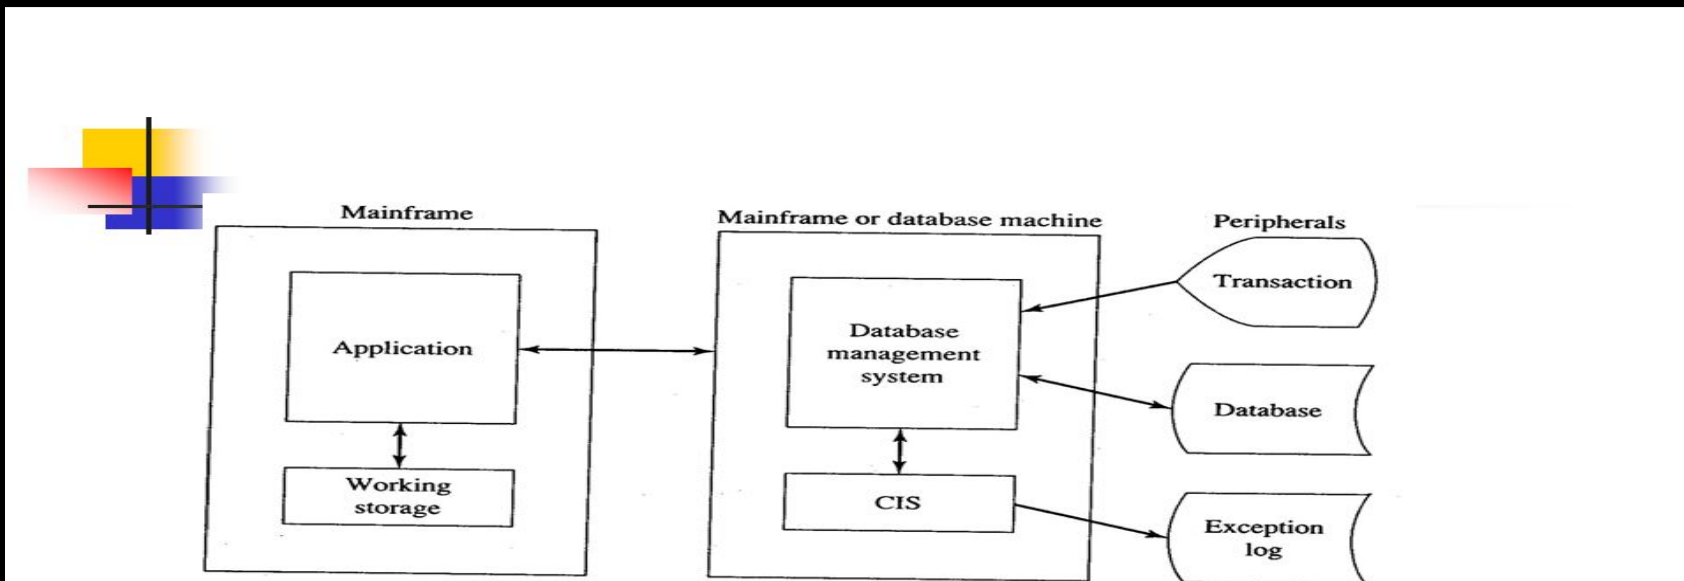 Mainframe
Mainframe or database machine
Peripherals
Application
Working
storage
Database
management
system
CIS
Transaction
Database
Exception
log